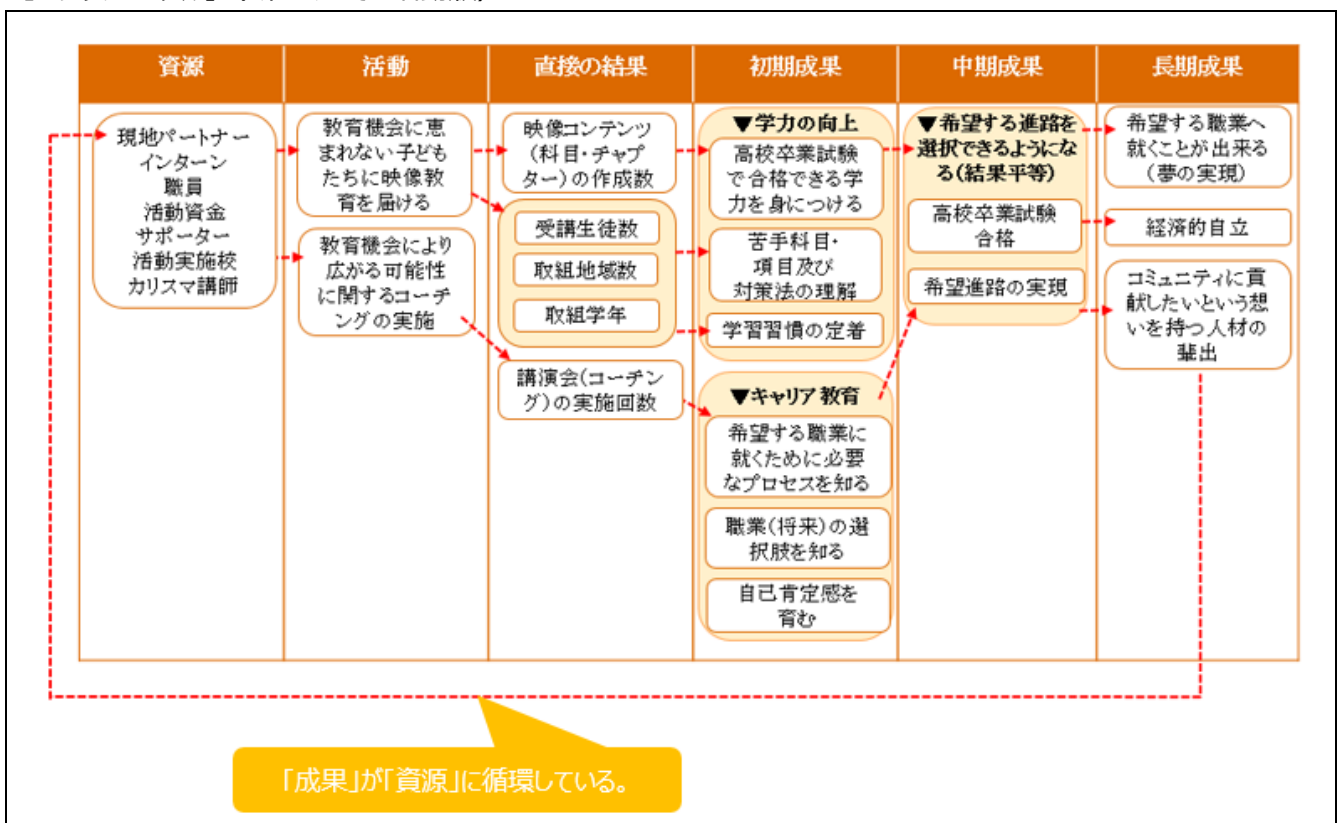 資源
活動
直接の結果
初期成果
中期成果
長期成果
現地パートナー
インターン
職員
活動資金
サポーター
活動実施校
カリスマ講師
教育機会に恵
まれない子ども
たちに映像教
育を届ける
教育機会により
広がる可能性
に関するコーチ
ングの実施
映像コンテンツ
(科目・チャプ
ター)の作成数
受講生徒数
取組地域数
取組学年
講演会(コーチン
グ)の実施回数
▼学力の向上
高校卒業試験
で合格できる学
力を身につける
苦手科目・
項目及び
対策法の理解
学習習慣の定着
▼キャリア教育
希望する職業に
就くために必要
なプロセスを知る
職業(将来)の選
択肢を知る
自己肯定感を
育む
▼希望する進路を
選択できるようにな
る(結果平等)
高校卒業試験
合格
希望進路の実現
希望する職業へ
就くことが出来る
(夢の実現)
経済的自立
コミュニティに貢
献したいという想
いを持つ人材の
輩出
「成果」が「資源」に循環している。